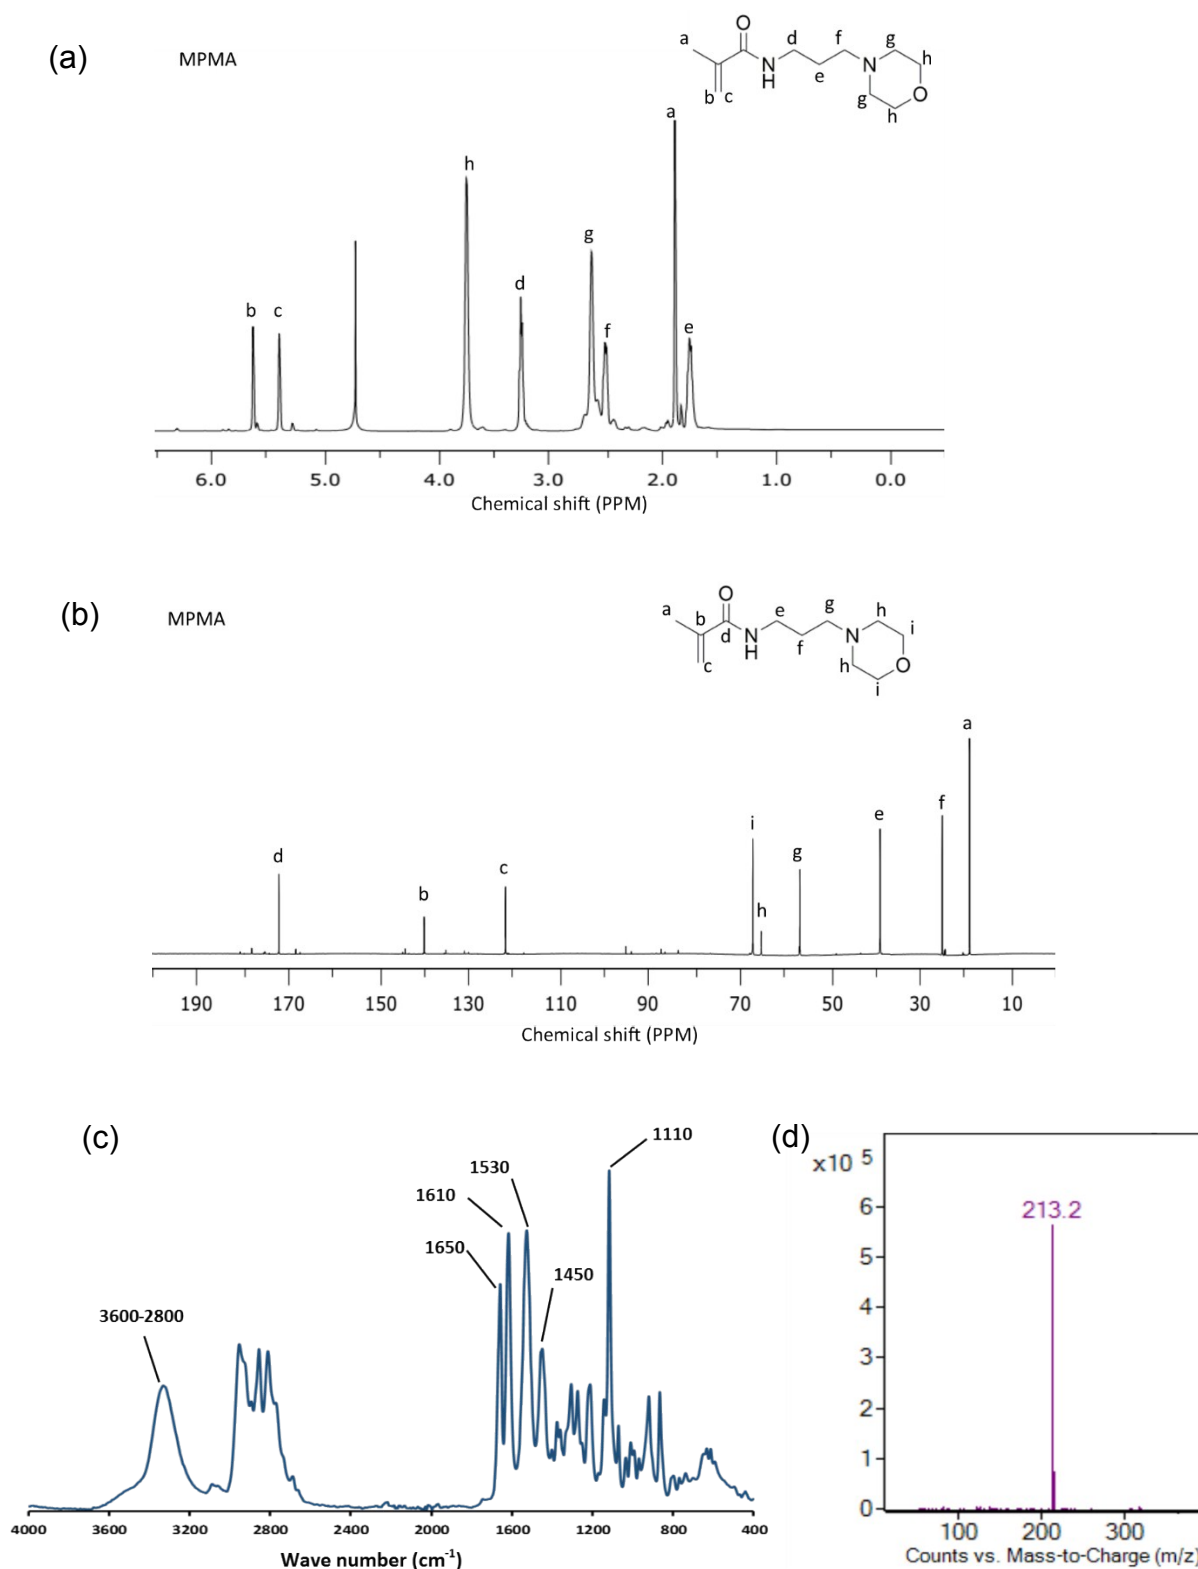 (a)
MPMA
O
a
d
f
g
h
N
H
e
N
b
c
g
O
h
a
h
g
d
b
c
f
e
6.0 5.0 4.0 3.0 2.0 1.0 0.0
Chemical shift (PPM)
(b)
MPMA
O
a
b
e
g
h
i
d
N
H
f
N
c
h
O
i
a
f
i
e
d
g
c
b
h
190 170 150 130 110 90 70 50 30 10
Chemical shift (PPM)
(c)
1110
1530
1610
1650
1450
3600-2800
4000 3600 3200 2800 2400 2000 1600 1200 800 400
Wave number (cm-1)
(d)
x10 5
213.2
6
5
4
3
2
1
0
100 200 300
Counts vs. Mass-to-Charge (m/z)